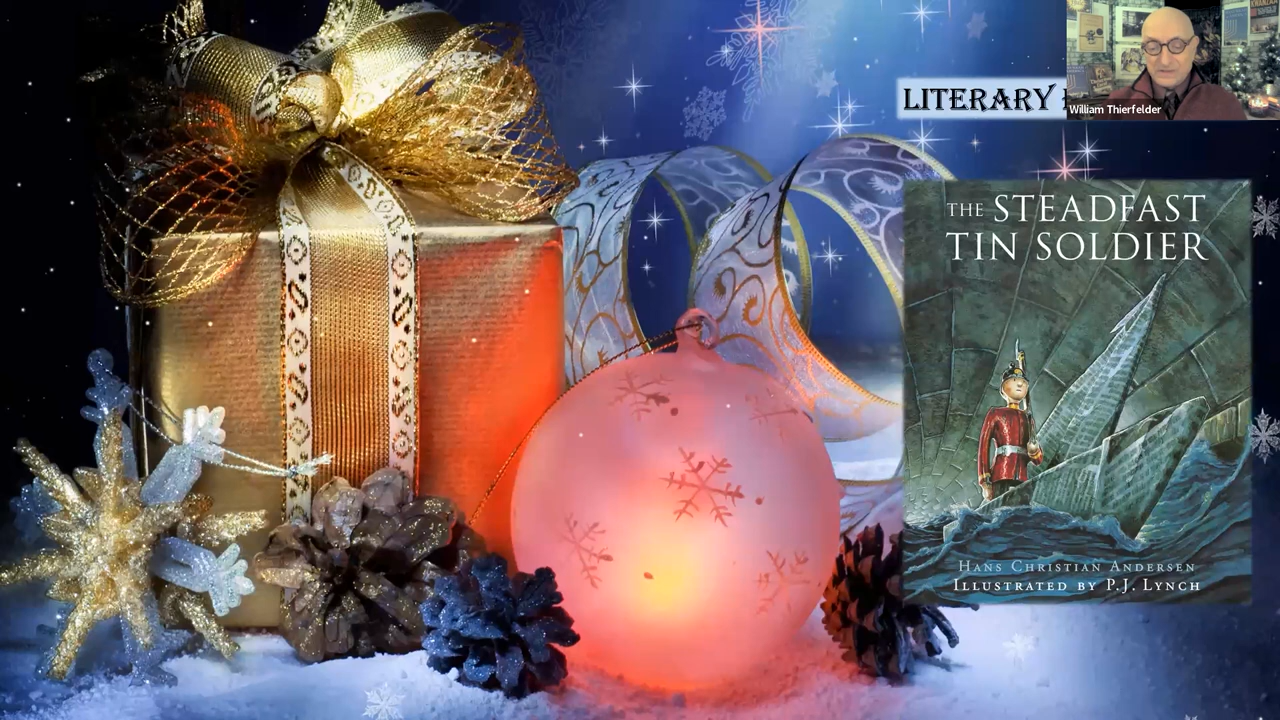 LITERARY
William Thierfelder
THE STEADFAST
TIN SOLDIER
HANS CHRISTIAN ANDERSEN
ILLUSTRATED BY P.J. LYNCH